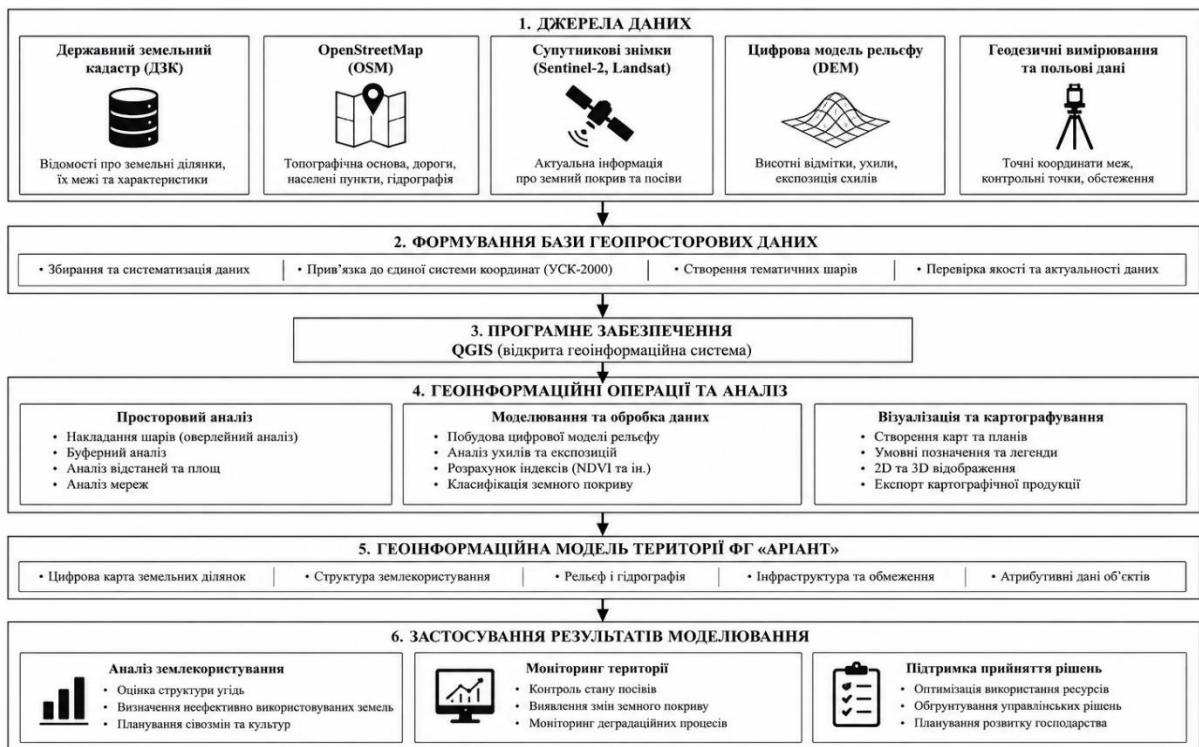 1. ДЖЕРЕЛА ДАНИХ
Державний земельний
кадастр (ДЗК)
Відомості про земельні ділянки,
їх межі та характеристики
OpenStreetMap
(OSM)
Топографічна основа, дороги,
населені пункти, гідрографія
Супутникові знімки
(Sentinel-2, Landsat)
Актуальна інформація
про земний покрив та посіви
Цифрова модель рельєфу
(DEM)
Висотні відмітки, ухили,
експозиція схилів
Геодезичні вимірювання
та польові дані
Точні координати меж,
контрольні точки, обстеження
2. ФОРМУВАННЯ БАЗИ ГЕОПРОСТОРОВИХ ДАНИХ
• Збирання та систематизація даних
• Прив’язка до єдиної системи координат (УСК-2000)
• Створення тематичних шарів
• Перевірка якості та актуальності даних
3. ПРОГРАМНЕ ЗАБЕЗПЕЧЕННЯ
QGIS (відкрита геоінформаційна система)
4. ГЕОІНФОРМАЦІЙНІ ОПЕРАЦІЇ ТА АНАЛІЗ
Просторовий аналіз
• Накладання шарів (оверлейний аналіз)
• Буферний аналіз
• Аналіз відстаней та площ
• Аналіз мереж
Моделювання та обробка даних
• Побудова цифрової моделі рельєфу
• Аналіз ухилів та експозицій
• Розрахунок індексів (NDVI та ін.)
• Класифікація земного покриву
Візуалізація та картографування
• Створення карт та планів
• Умовні позначення та легенди
• 2D та 3D відображення
• Експорт картографічної продукції
5. ГЕОІНФОРМАЦІЙНА МОДЕЛЬ ТЕРИТОРІЇ ФГ «АРІАНТ»
• Цифрова карта земельних ділянок
• Структура землекористування
• Рельєф і гідрографія
• Інфраструктура та обмеження
• Атрибутивні дані об’єктів
6. ЗАСТОСУВАННЯ РЕЗУЛЬТАТІВ МОДЕЛЮВАННЯ
Аналіз землекористування
• Оцінка структури угідь
• Визначення неефективно використовуваних земель
• Планування сівозмін та культур
Моніторинг території
• Контроль стану посівів
• Виявлення змін земного покриву
• Моніторинг деградаційних процесів
Підтримка прийняття рішень
• Оптимізація використання ресурсів
• Обгрунтування управлінських рішень
• Планування розвитку господарства